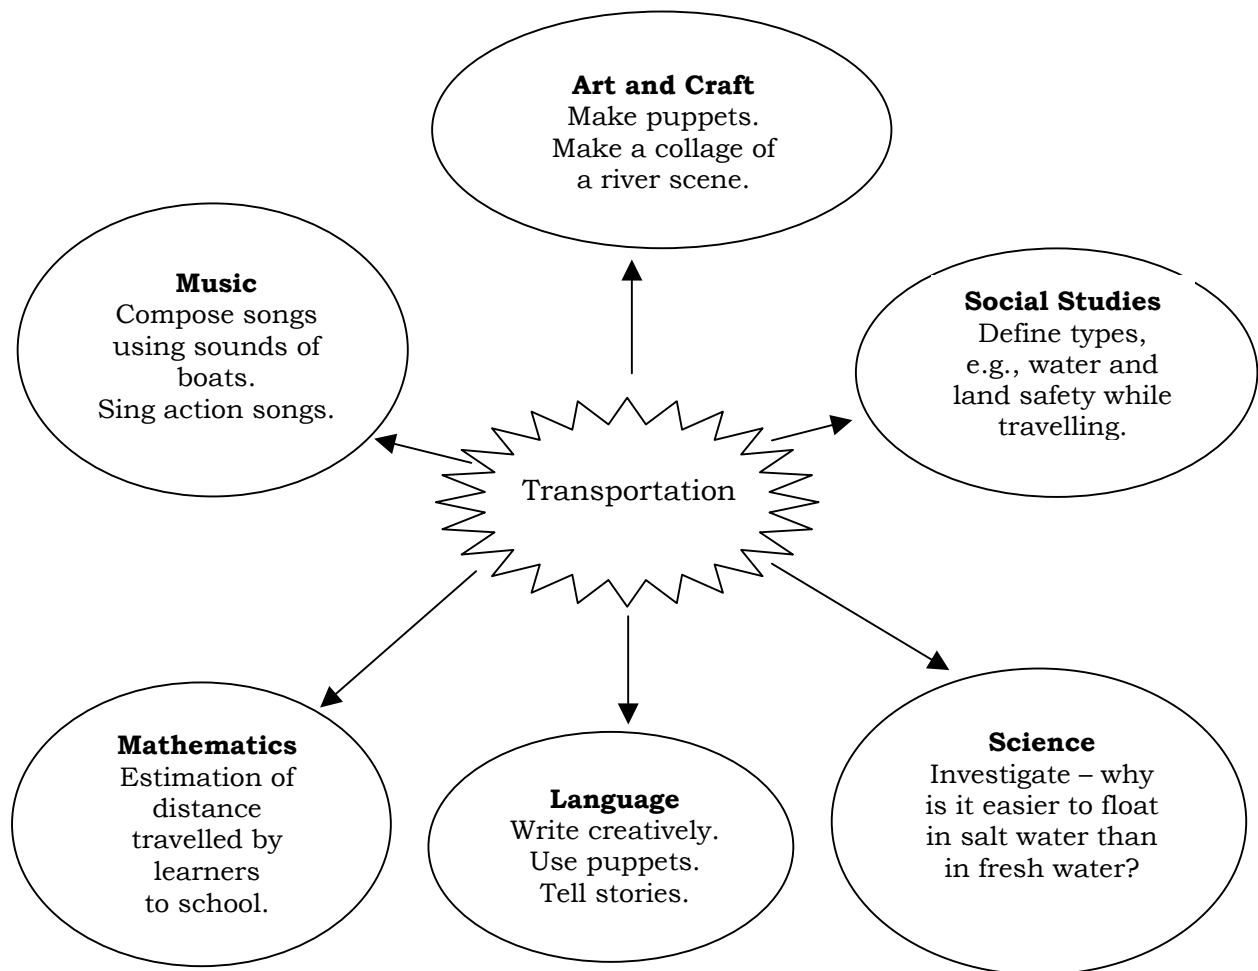 Art and Craft
Make puppets.
Make a collage of
a river scene.
Music
Compose songs
using sounds of
boats.
Sing action songs.
Social Studies
Define types,
e.g., water and
land safety while
travelling.
Transportation
Mathematics
Estimation of
distance
travelled by
learners
to school.
Language
Write creatively.
Use puppets.
Tell stories.
Science
Investigate – why
is it easier to float
in salt water than
in fresh water?